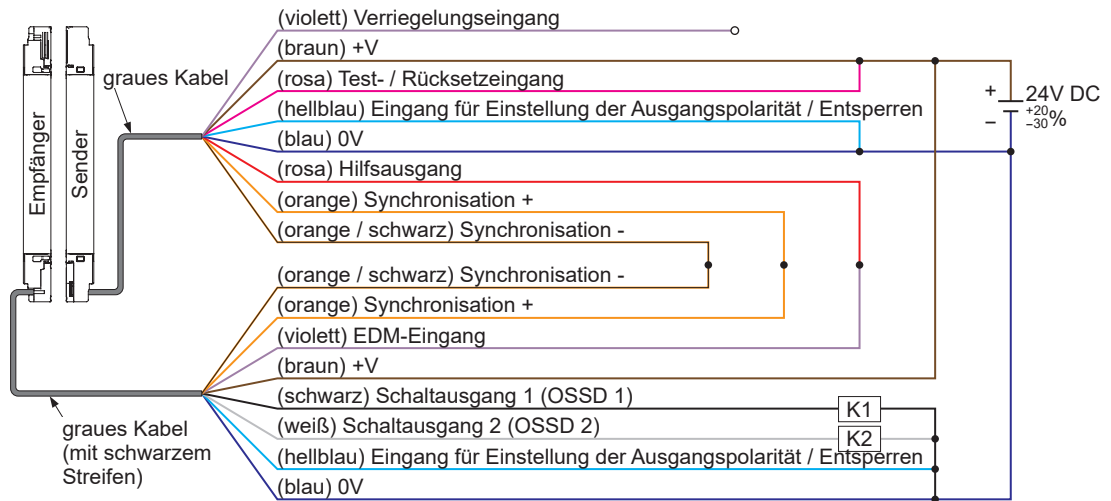 (violett) Verriegelungseingang
(braun) +V
graues Kabel
(rosa) Test- / Rücksetzeingang
(hellblau) Eingang für Einstellung der Ausgangspolarität / Entsperren
(blau) 0V
+ 24V DC
+20
−30 %
−
Empfänger
Sender
(rosa) Hilfsausgang
(orange) Synchronisation +
(orange / schwarz) Synchronisation -
(orange / schwarz) Synchronisation -
(orange) Synchronisation +
(violett) EDM-Eingang
(braun) +V
(schwarz) Schaltausgang 1 (OSSD 1)
K1
(weiß) Schaltausgang 2 (OSSD 2)
K2
(hellblau) Eingang für Einstellung der Ausgangspolarität / Entsperren
(blau) 0V
graues Kabel
(mit schwarzem
Streifen)